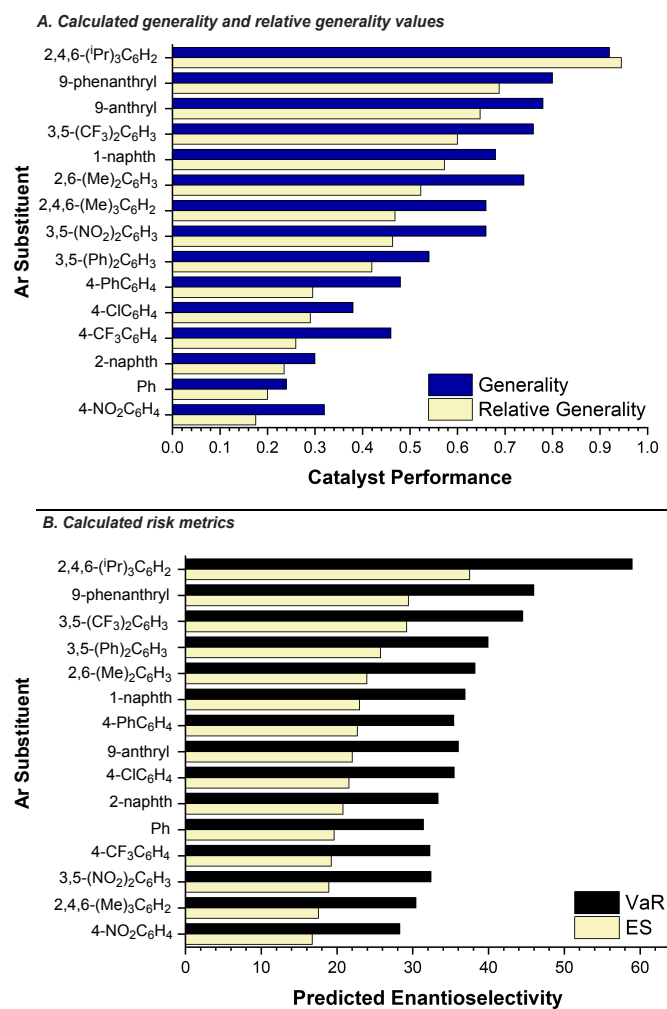 A. Calculated generality and relative generality values
2,4,6-(ⁱPr)₃C₆H₂
9-phenanthryl
9-anthryl
3,5-(CF₃)₂C₆H₃
1-naphth
2,6-(Me)₂C₆H₃
2,4,6-(Me)₃C₆H₂
3,5-(NO₂)₂C₆H₃
3,5-(Ph)₂C₆H₃
4-PhC₆H₄
4-ClC₆H₄
4-CF₃C₆H₄
2-naphth
Ph
4-NO₂C₆H₄
Ar Substituent
Generality
Relative Generality
0.0 0.1 0.2 0.3 0.4 0.5 0.6 0.7 0.8 0.9 1.0
Catalyst Performance
B. Calculated risk metrics
2,4,6-(ⁱPr)₃C₆H₂
9-phenanthryl
3,5-(CF₃)₂C₆H₃
3,5-(Ph)₂C₆H₃
2,6-(Me)₂C₆H₃
1-naphth
4-PhC₆H₄
9-anthryl
4-ClC₆H₄
2-naphth
Ph
4-CF₃C₆H₄
3,5-(NO₂)₂C₆H₃
2,4,6-(Me)₃C₆H₂
4-NO₂C₆H₄
Ar Substituent
VaR
ES
0 10 20 30 40 50 60
Predicted Enantioselectivity